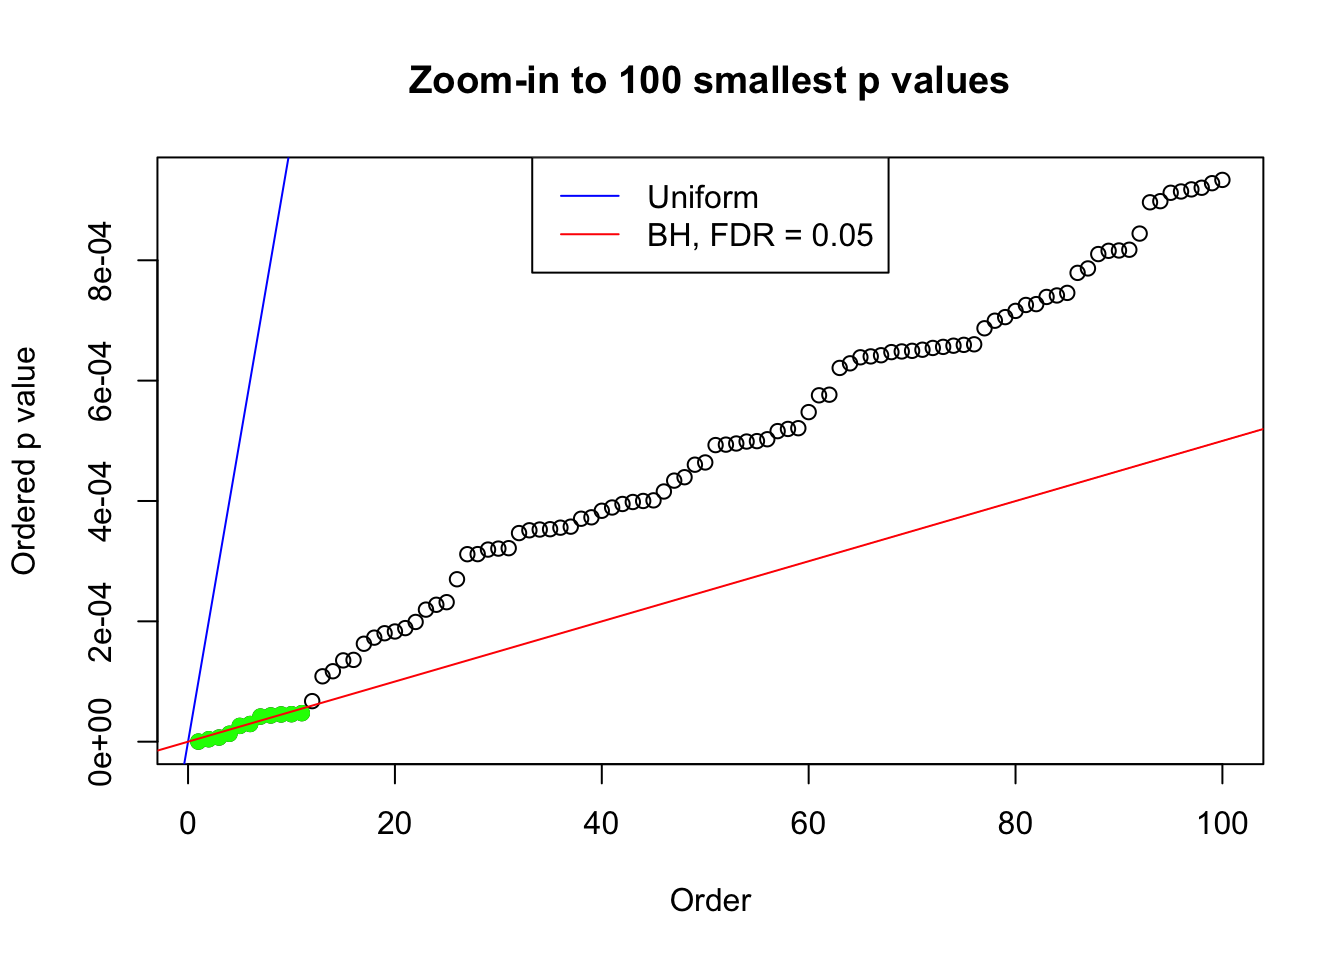 Zoom-in to 100 smallest p values
Uniform
BH, FDR = 0.05
Ordered p value
8e-04
6e-04
4e-04
2e-04
0e+00
0 20 40 60 80 100
Order